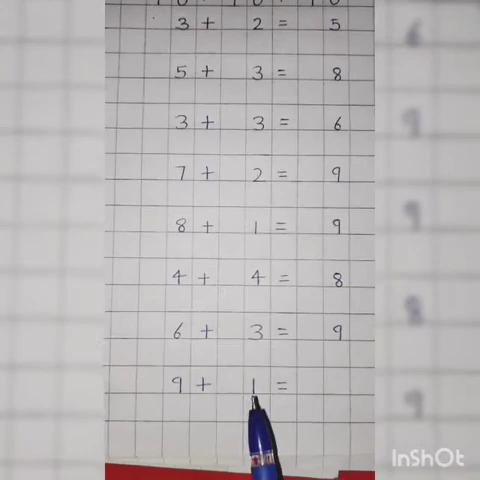 3 + 2 = 5
5 + 3 = 8
3 + 3 = 6
7 + 2 = 9
8 + 1 = 9
4 + 4 = 8
6 + 3 = 9
9 + 1 =
InShOt